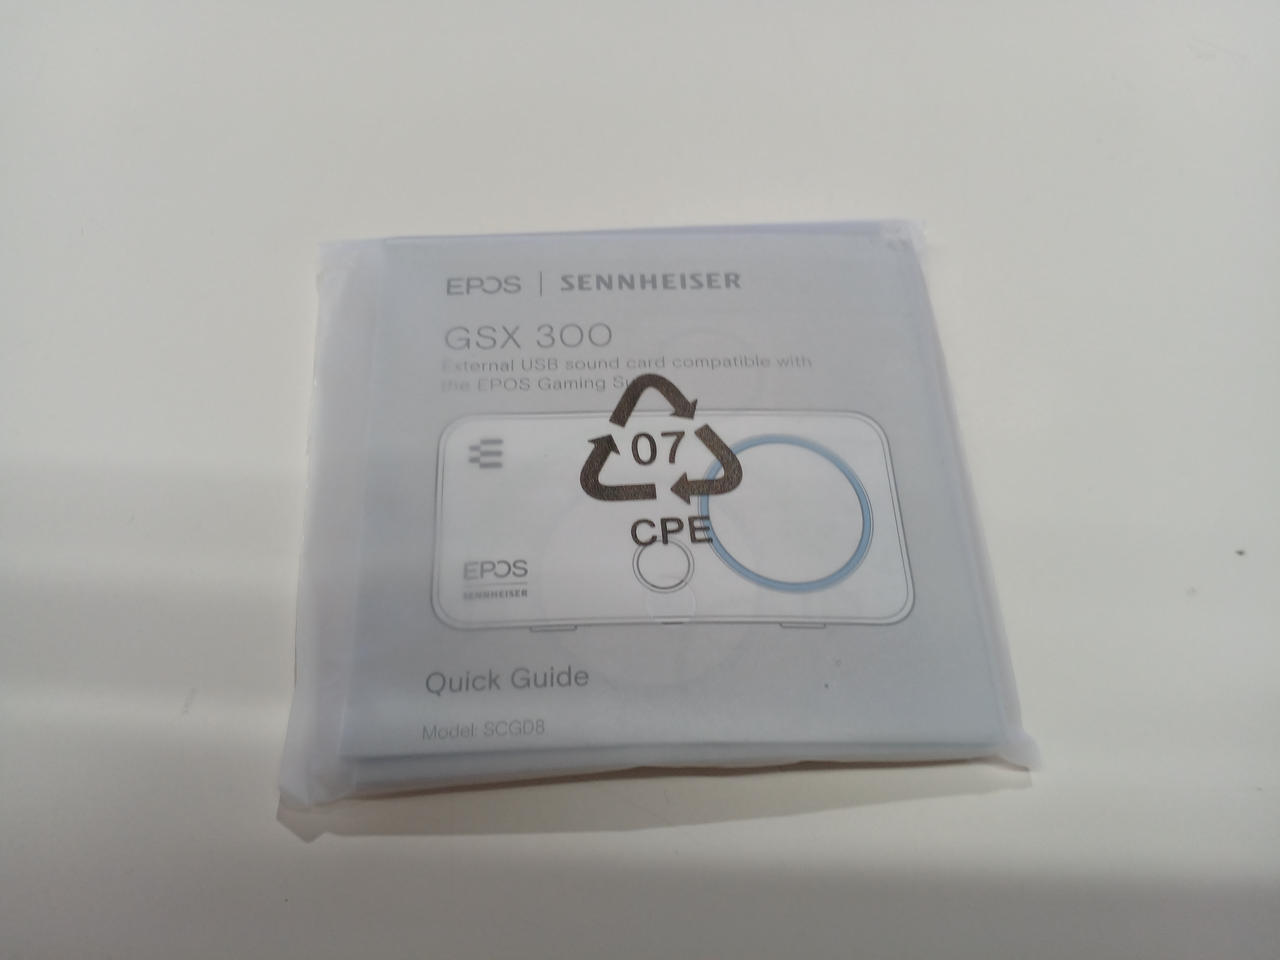 EPOS | SENNHEISER
GSX 300
External USB sound card compatible with
the EPOS Gaming
07
CPE
EPOS
SENNHEISER
Quick Guide
Model: SCGD8